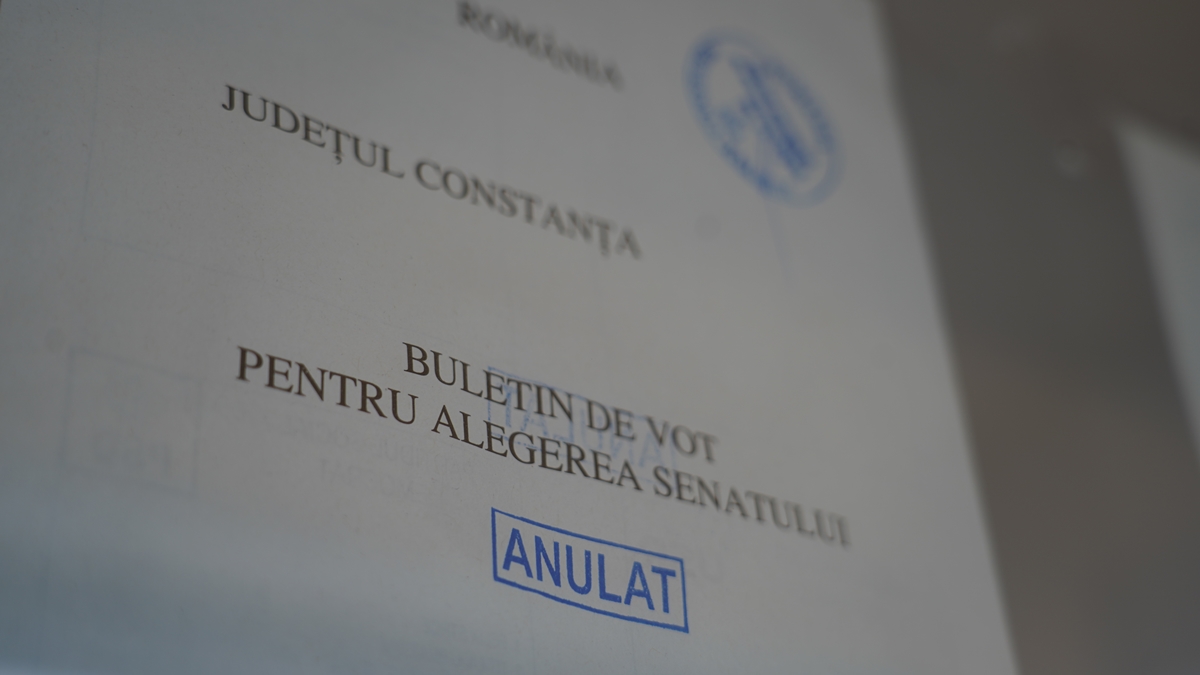 ROMÂNIA
JUDEȚUL CONSTANȚA
BULETIN DE VOT
PENTRU ALEGEREA SENATULUI
ANULAT